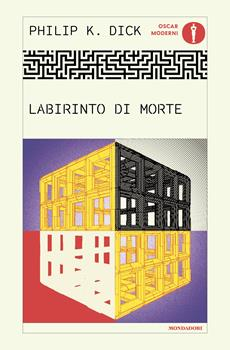 PHILIP K. DICK
OSCAR
MODERNI
LABIRINTO DI MORTE
MONDADORI